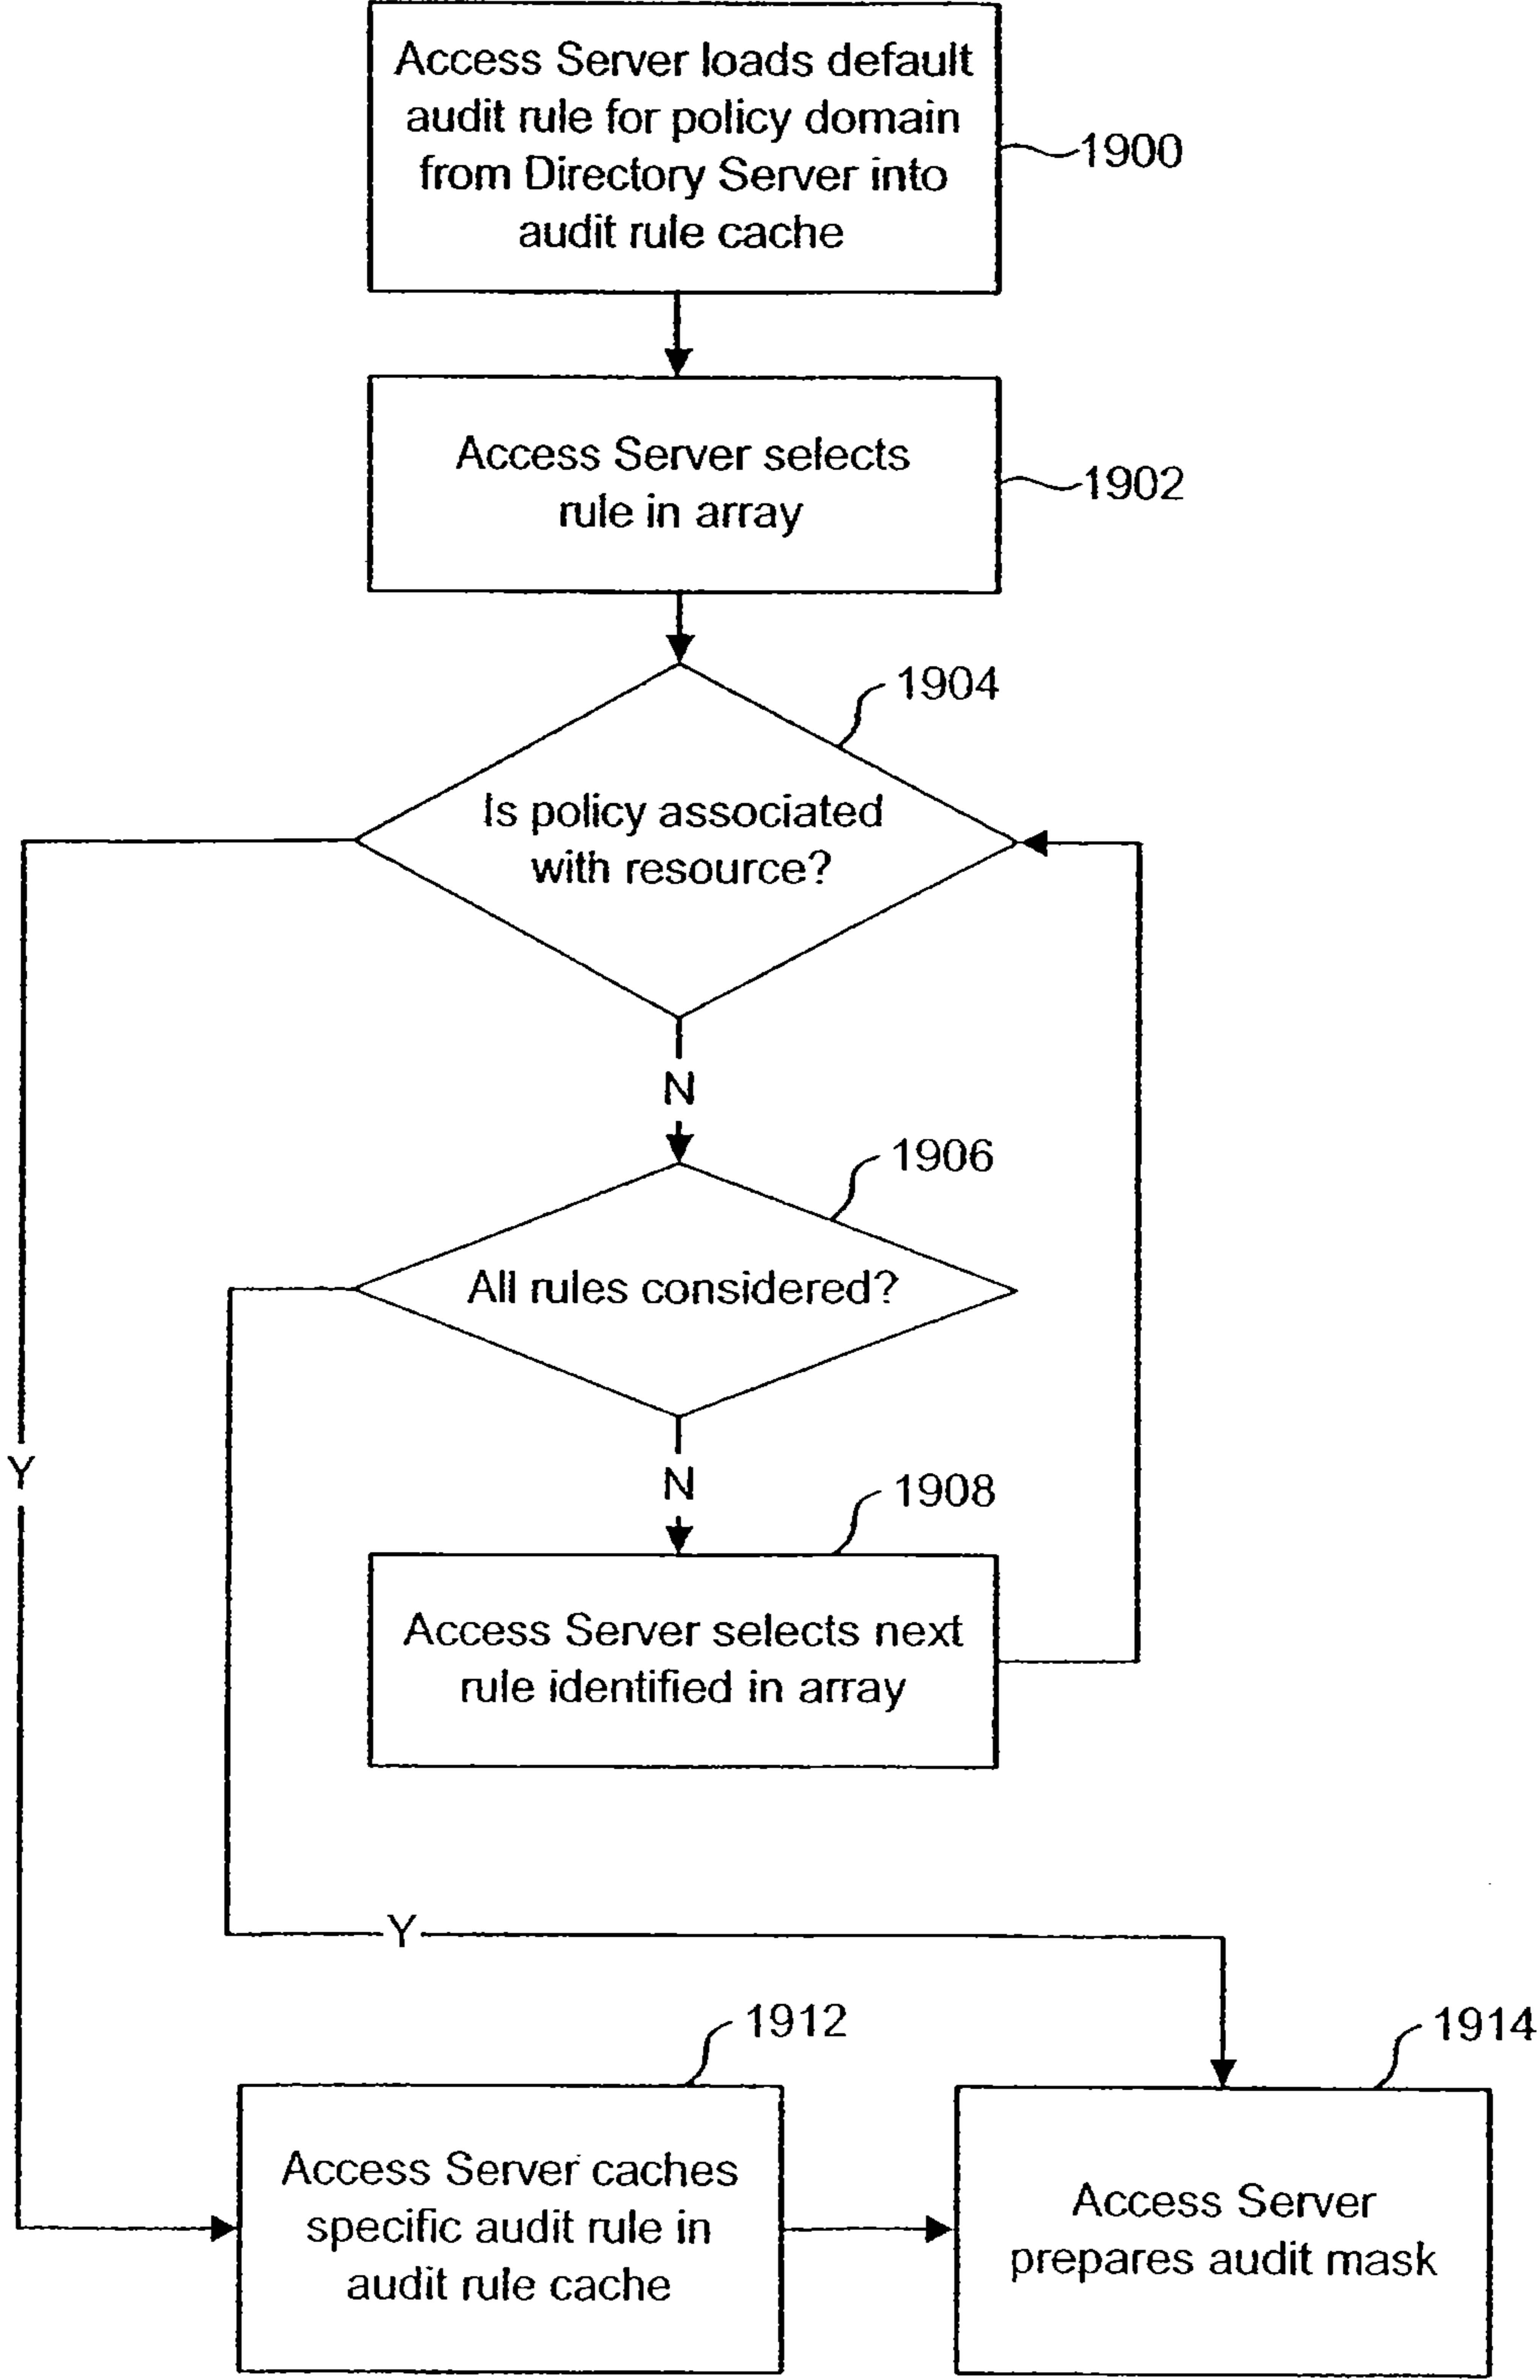 Access Server loads default
audit rule for policy domain
from Directory Server into
audit rule cache
1900
Access Server selects
rule in array
1902
1904
Is policy associated
with resource?
N
1906
All rules considered?
Y
N
1908
Access Server selects next
rule identified in array
Y
1912
1914
Access Server caches
specific audit rule in
audit rule cache
Access Server
prepares audit mask